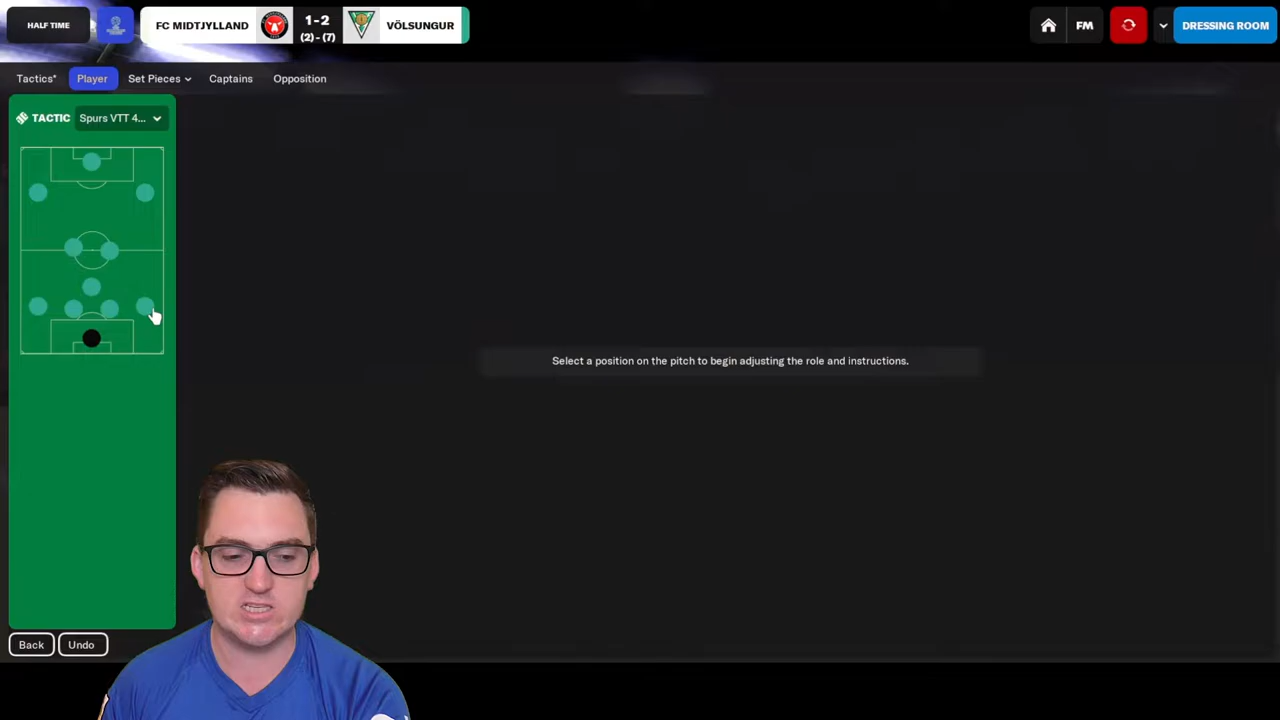 HALF TIME
FC MIDTJYLLAND
1-2
(2) - (7)
VÖLSUNGUR
FM
DRESSING ROOM
Tactics*
Player
Set Pieces
Captains
Opposition
TACTIC
Spurs VTT 4...
Select a position on the pitch to begin adjusting the role and instructions.
Back
Undo